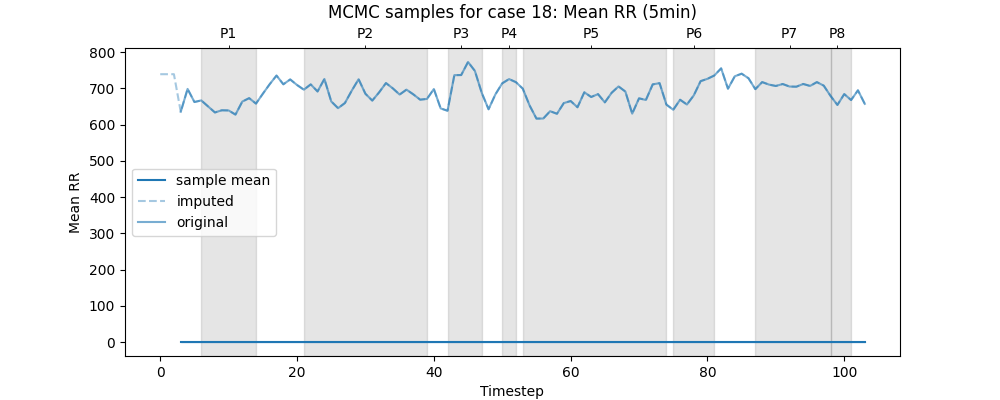 MCMC samples for case 18: Mean RR (5min)
P1 P2 P3 P4 P5 P6 P7 P8
800
700
600
500
400
300
200
100
0
Mean RR
sample mean
imputed
original
0 20 40 60 80 100
Timestep